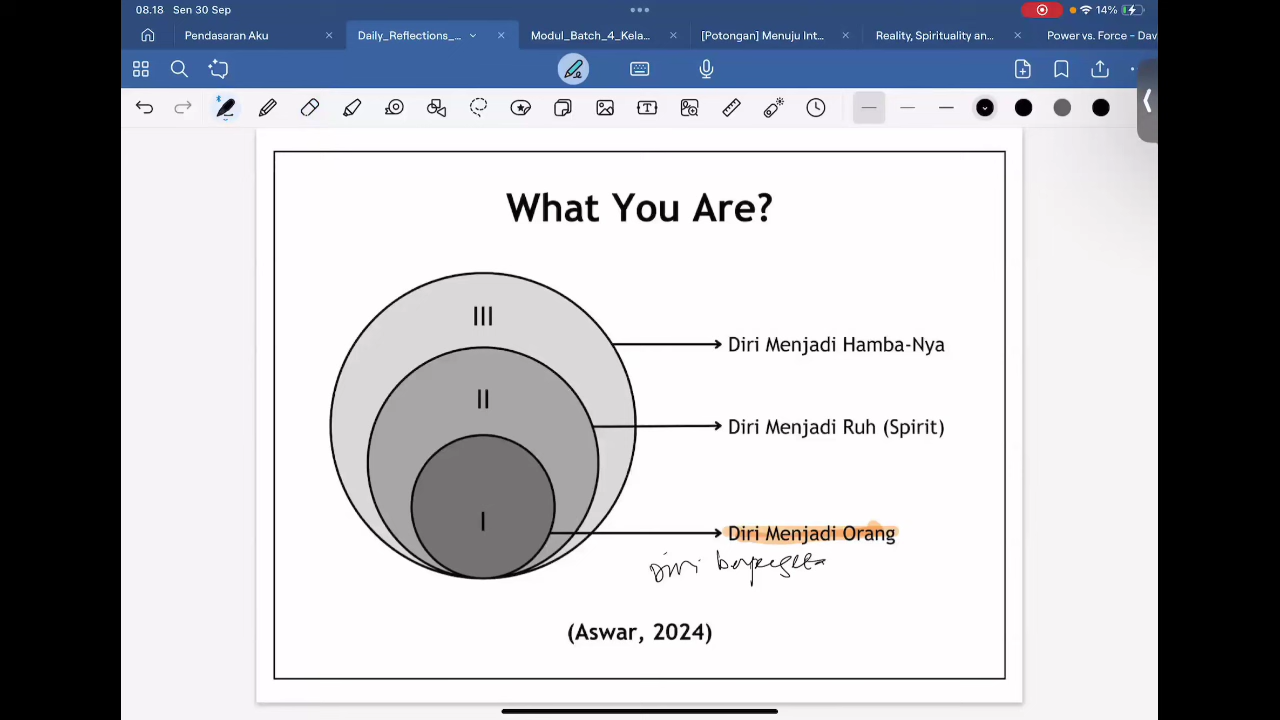 08.18 Sen 30 Sep
14%
Pendasaran Aku
Daily_Reflections_...
Modul_Batch_4_Kela...
[Potongan] Menuju Int...
Reality, Spirituality an...
Power vs. Force – Dav
What You Are?
III
Diri Menjadi Hamba-Nya
II
Diri Menjadi Ruh (Spirit)
I
Diri Menjadi Orang
Diri
(Aswar, 2024)